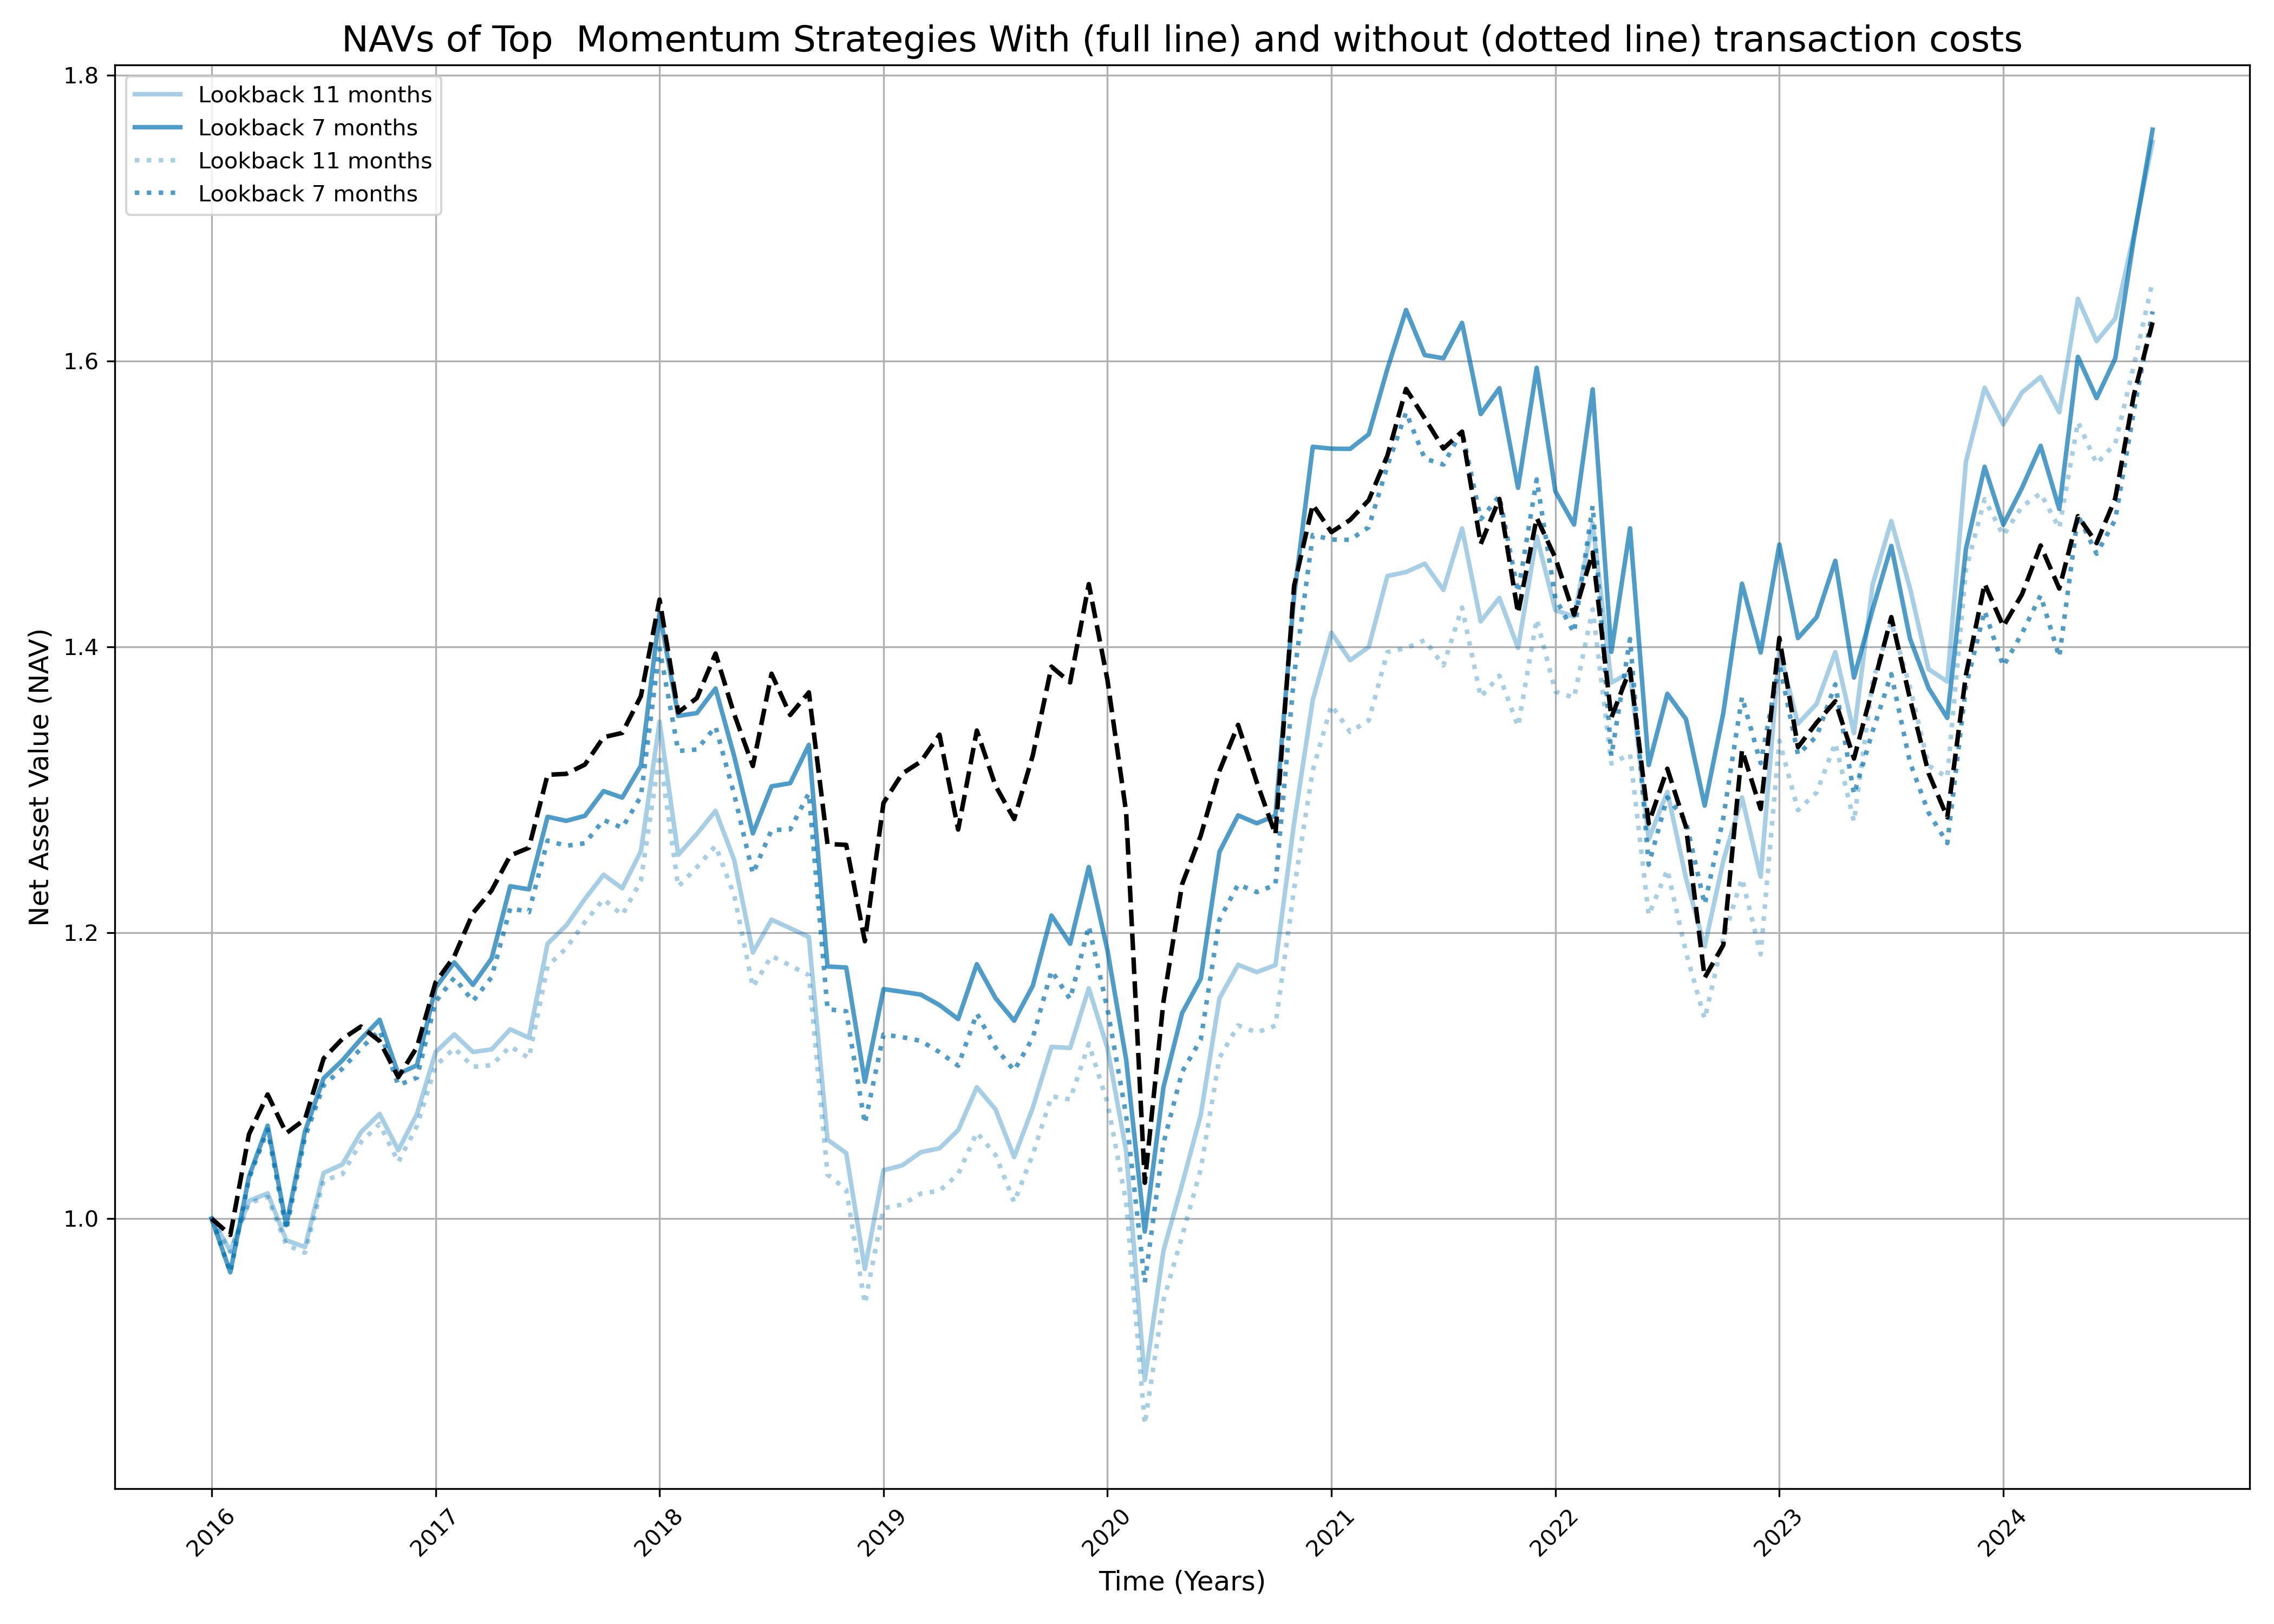 NAVs of Top  Momentum Strategies With (full line) and without (dotted line) transaction costs
Lookback 11 months
Lookback 7 months
Lookback 11 months
Lookback 7 months
1.8
1.6
1.4
1.2
1.0
Net Asset Value (NAV)
2016
2017
2018
2019
2020
2021
2022
2023
2024
Time (Years)